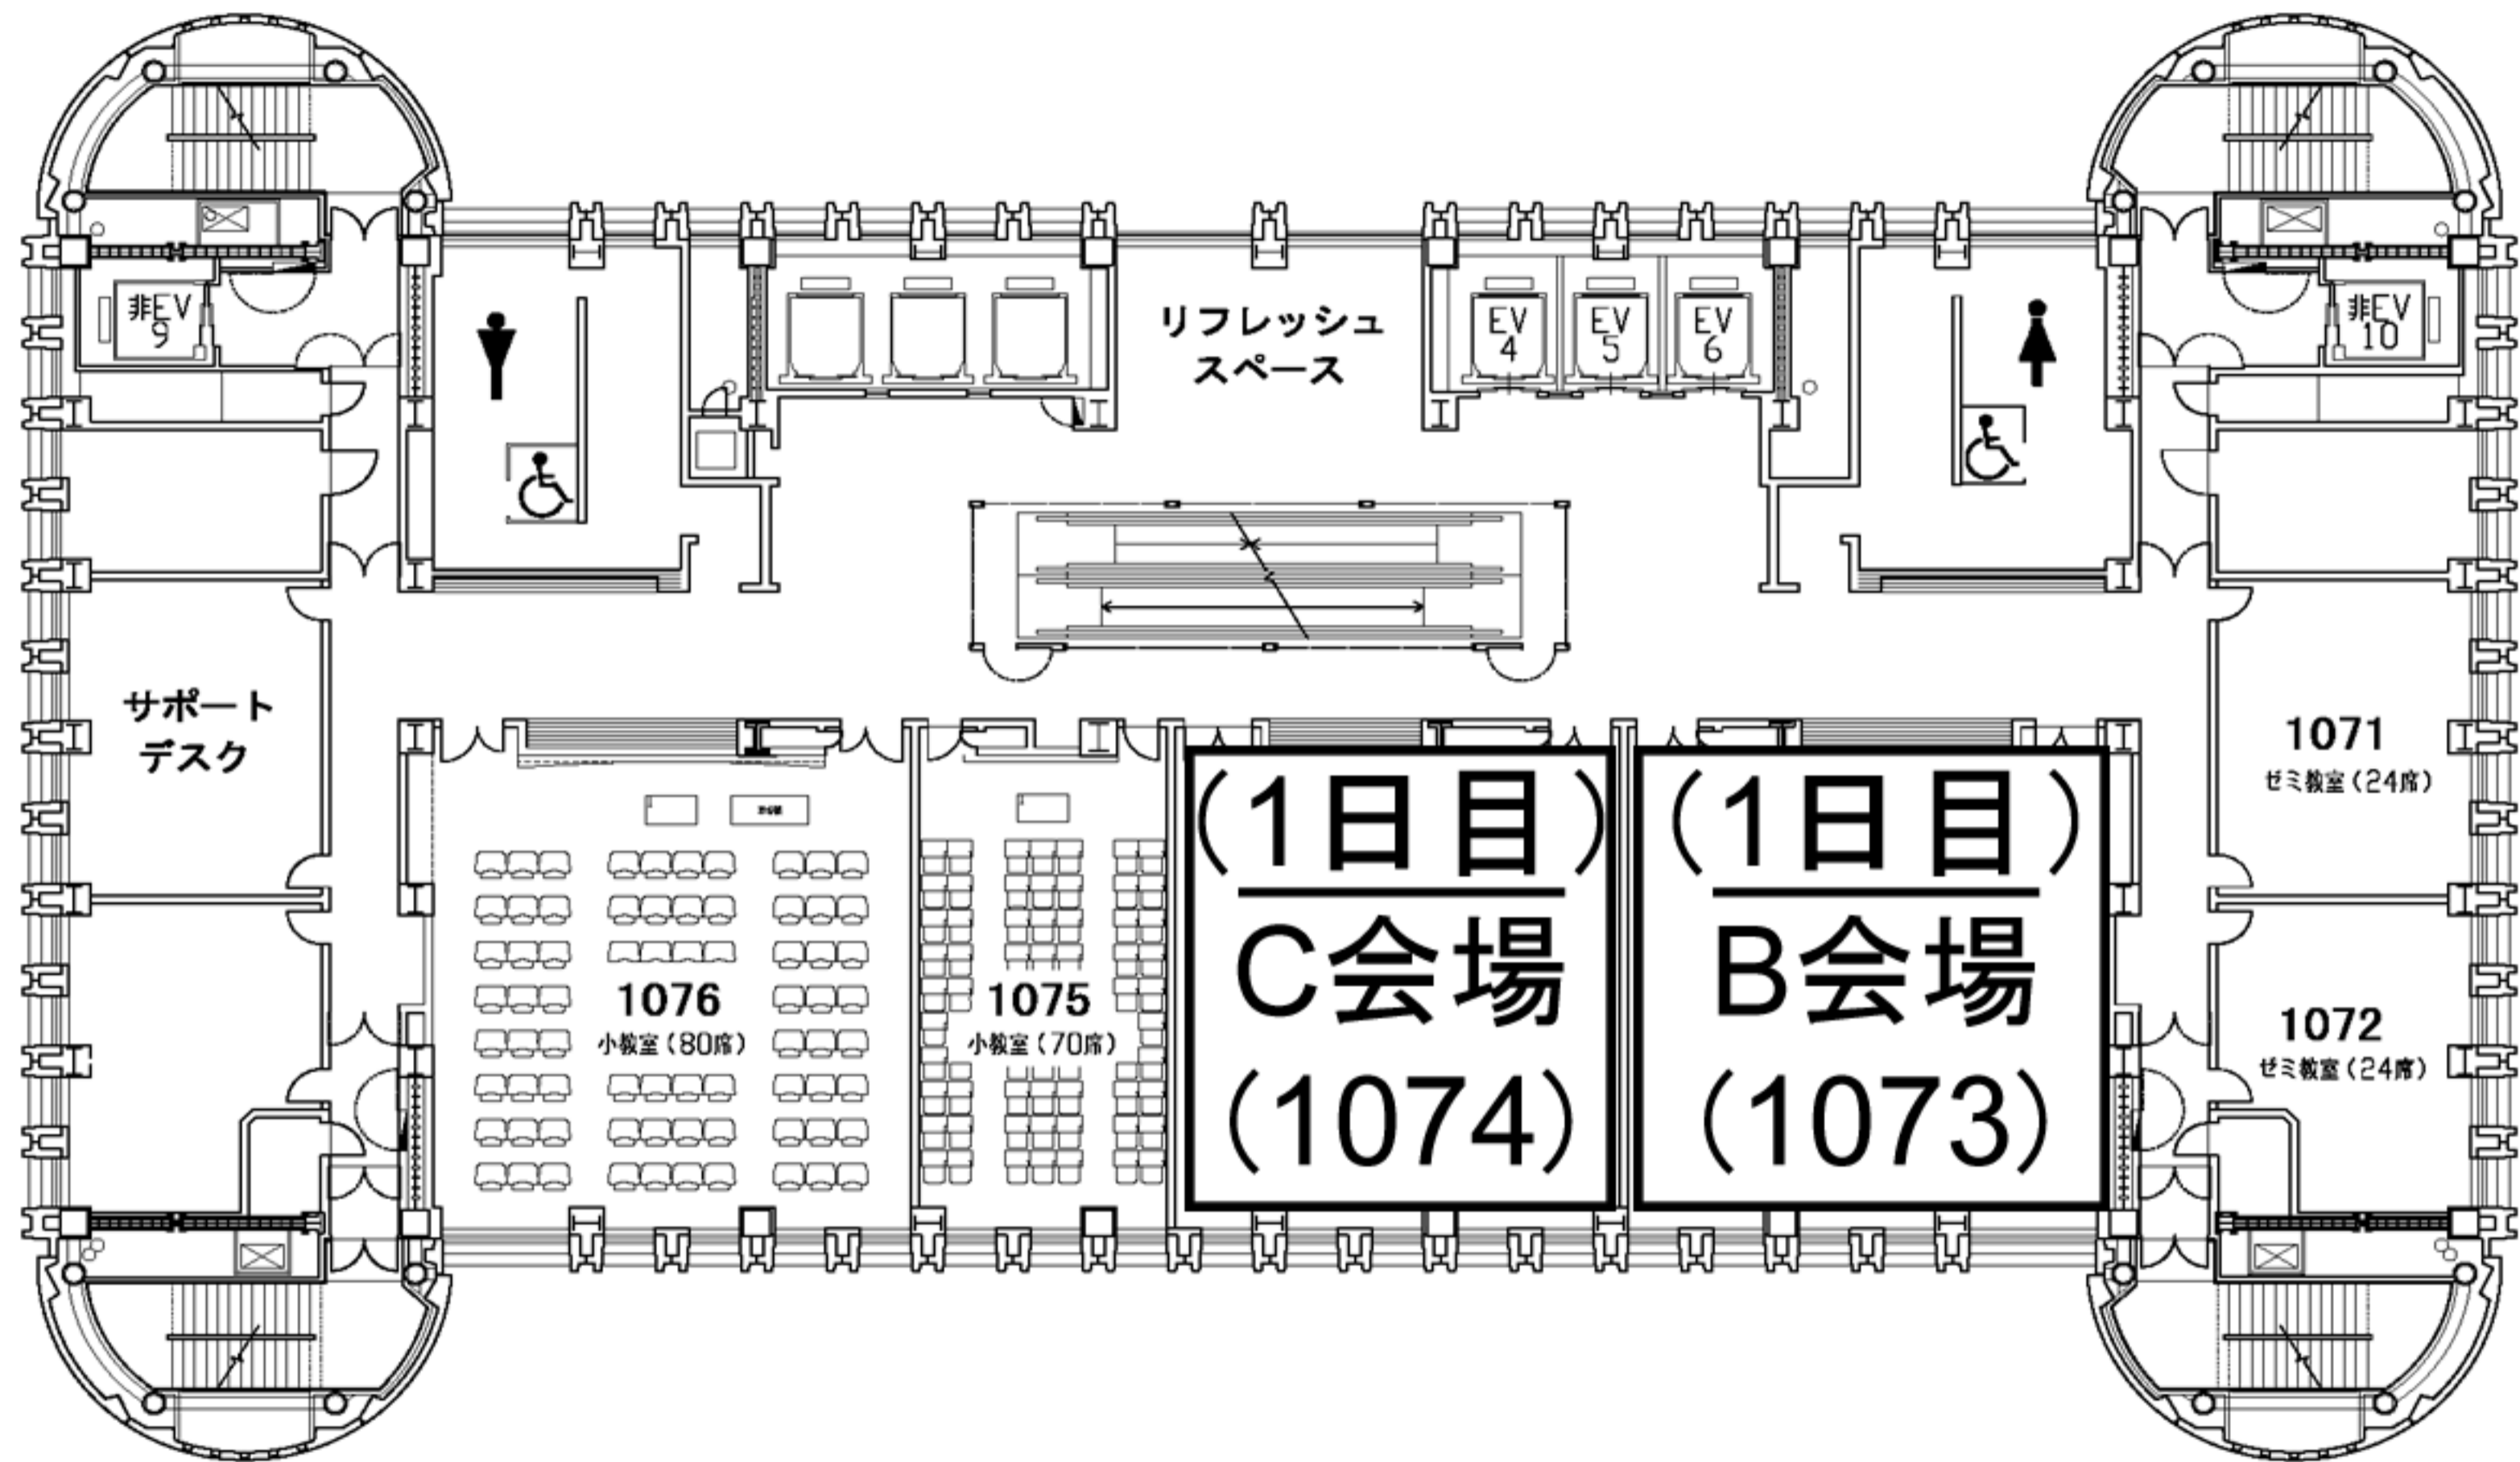 非EV
9
リフレッシュ
スペース
EV
4
EV
5
EV
6
非EV
10
サポート
デスク
1076
小教室(80席)
1075
小教室(70席)
(1日目)
C会場
(1074)
(1日目)
B会場
(1073)
1071
ゼミ教室(24席)
1072
ゼミ教室(24席)